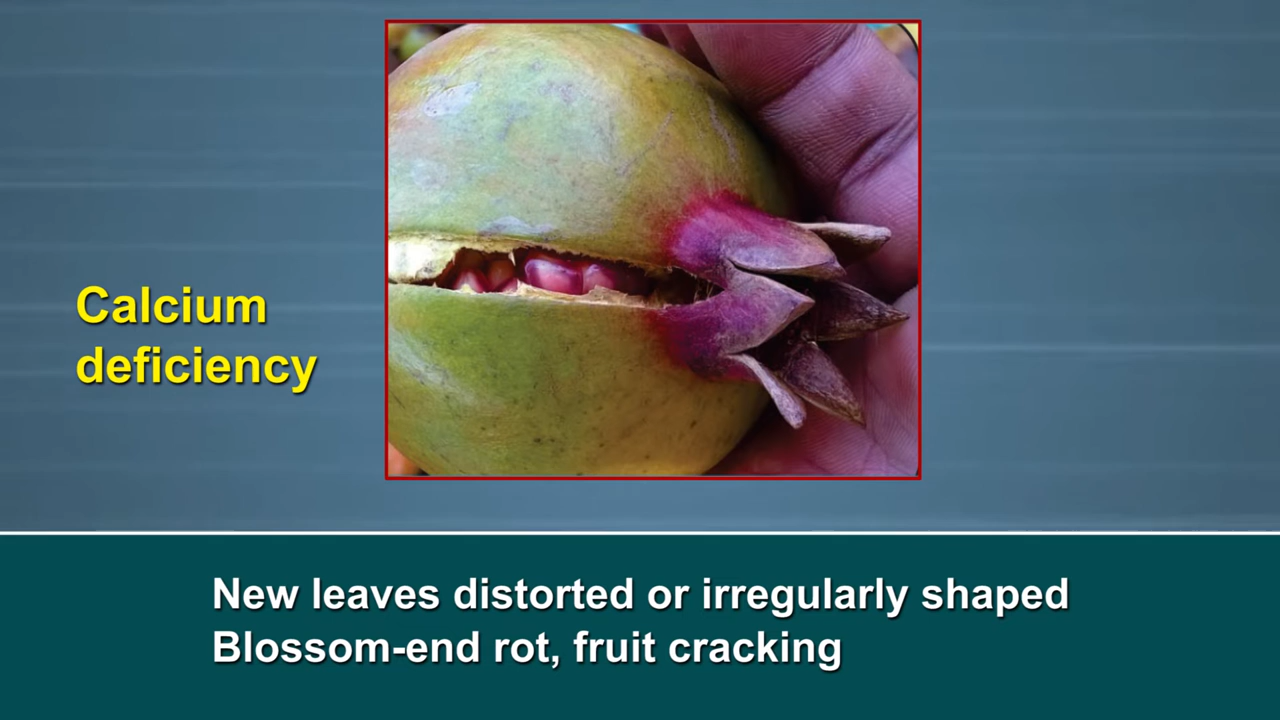 Calcium
deficiency
New leaves distorted or irregularly shaped
Blossom-end rot, fruit cracking